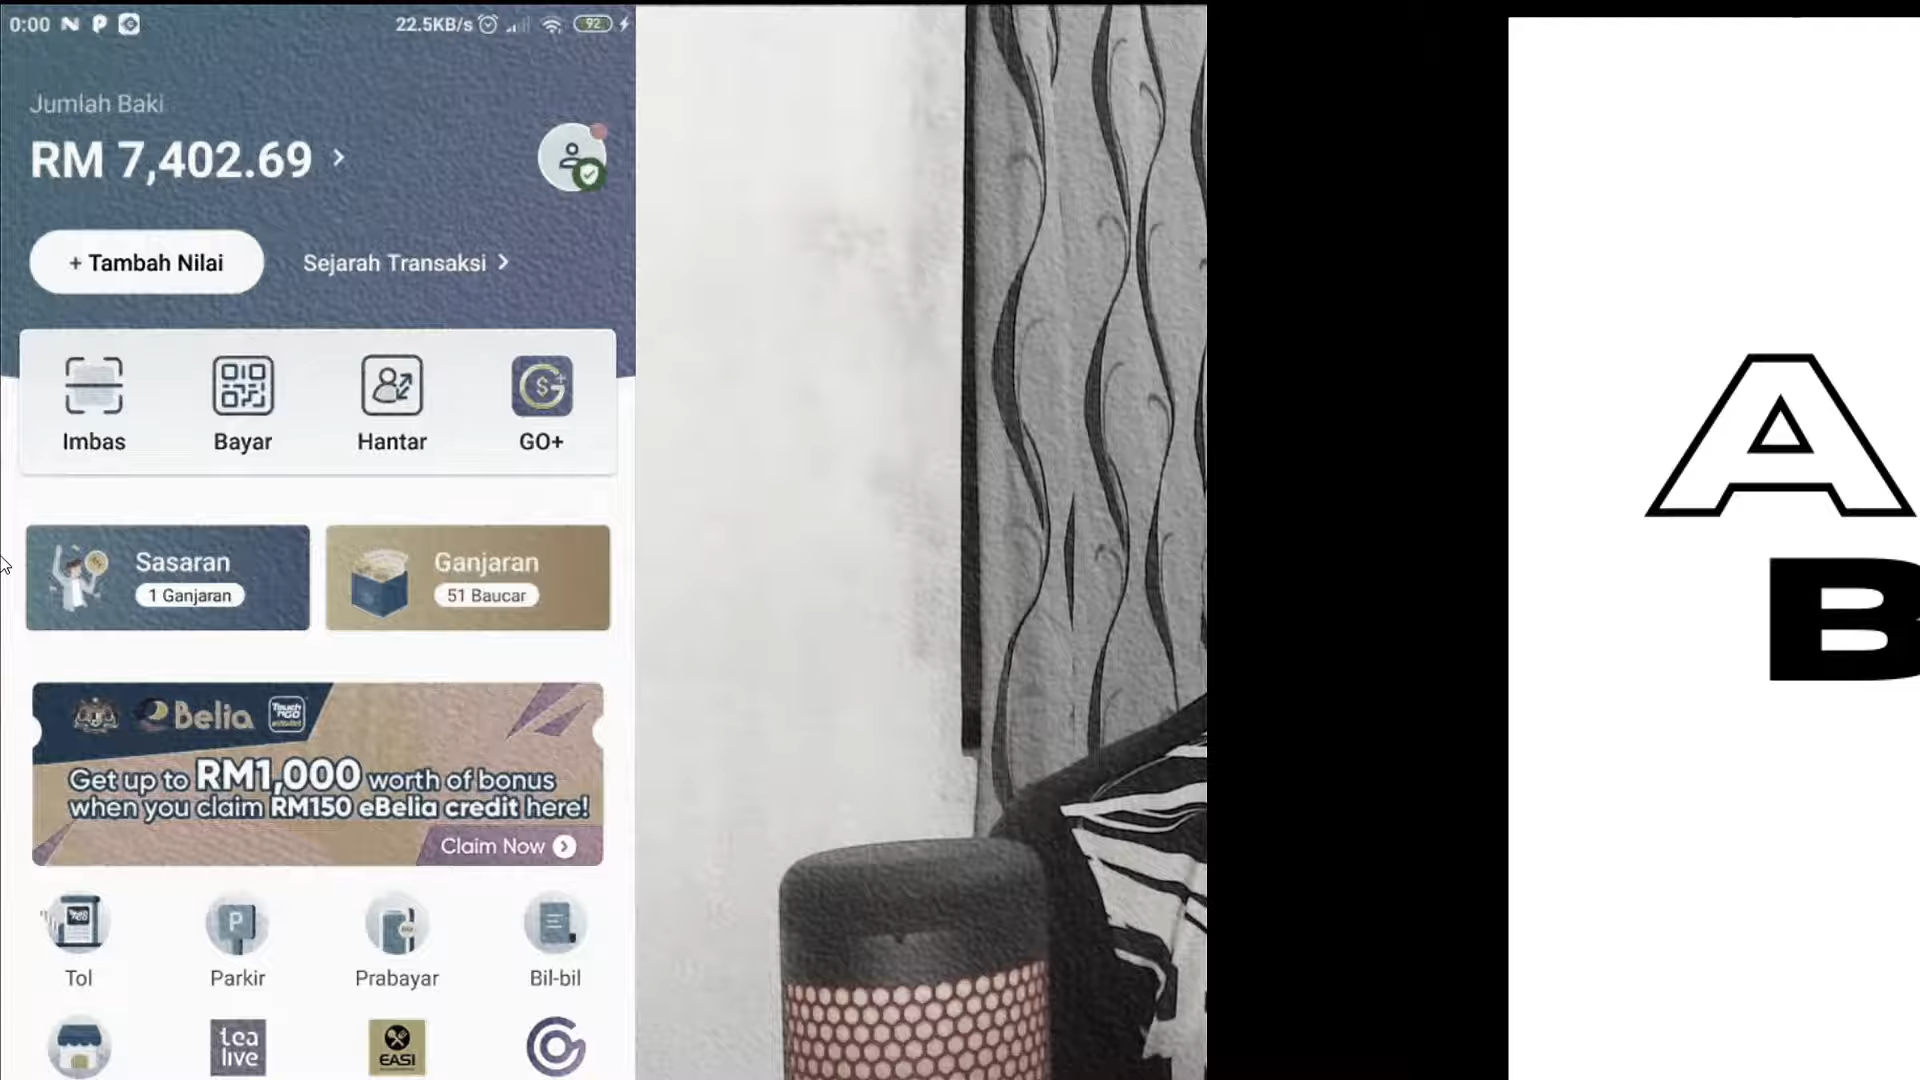 0:00
22.5KB/s
92
Jumlah Baki
RM 7,402.69
+ Tambah Nilai
Sejarah Transaksi
Imbas
Bayar
Hantar
GO+
Sasaran
1 Ganjaran
Ganjaran
51 Baucar
Belia
Touch 'n GO
Get up to RM1,000 worth of bonus
when you claim RM150 eBelia credit here!
Claim Now
Tol
Parkir
Prabayar
Bil-bil
tea
live
EASI
A
B